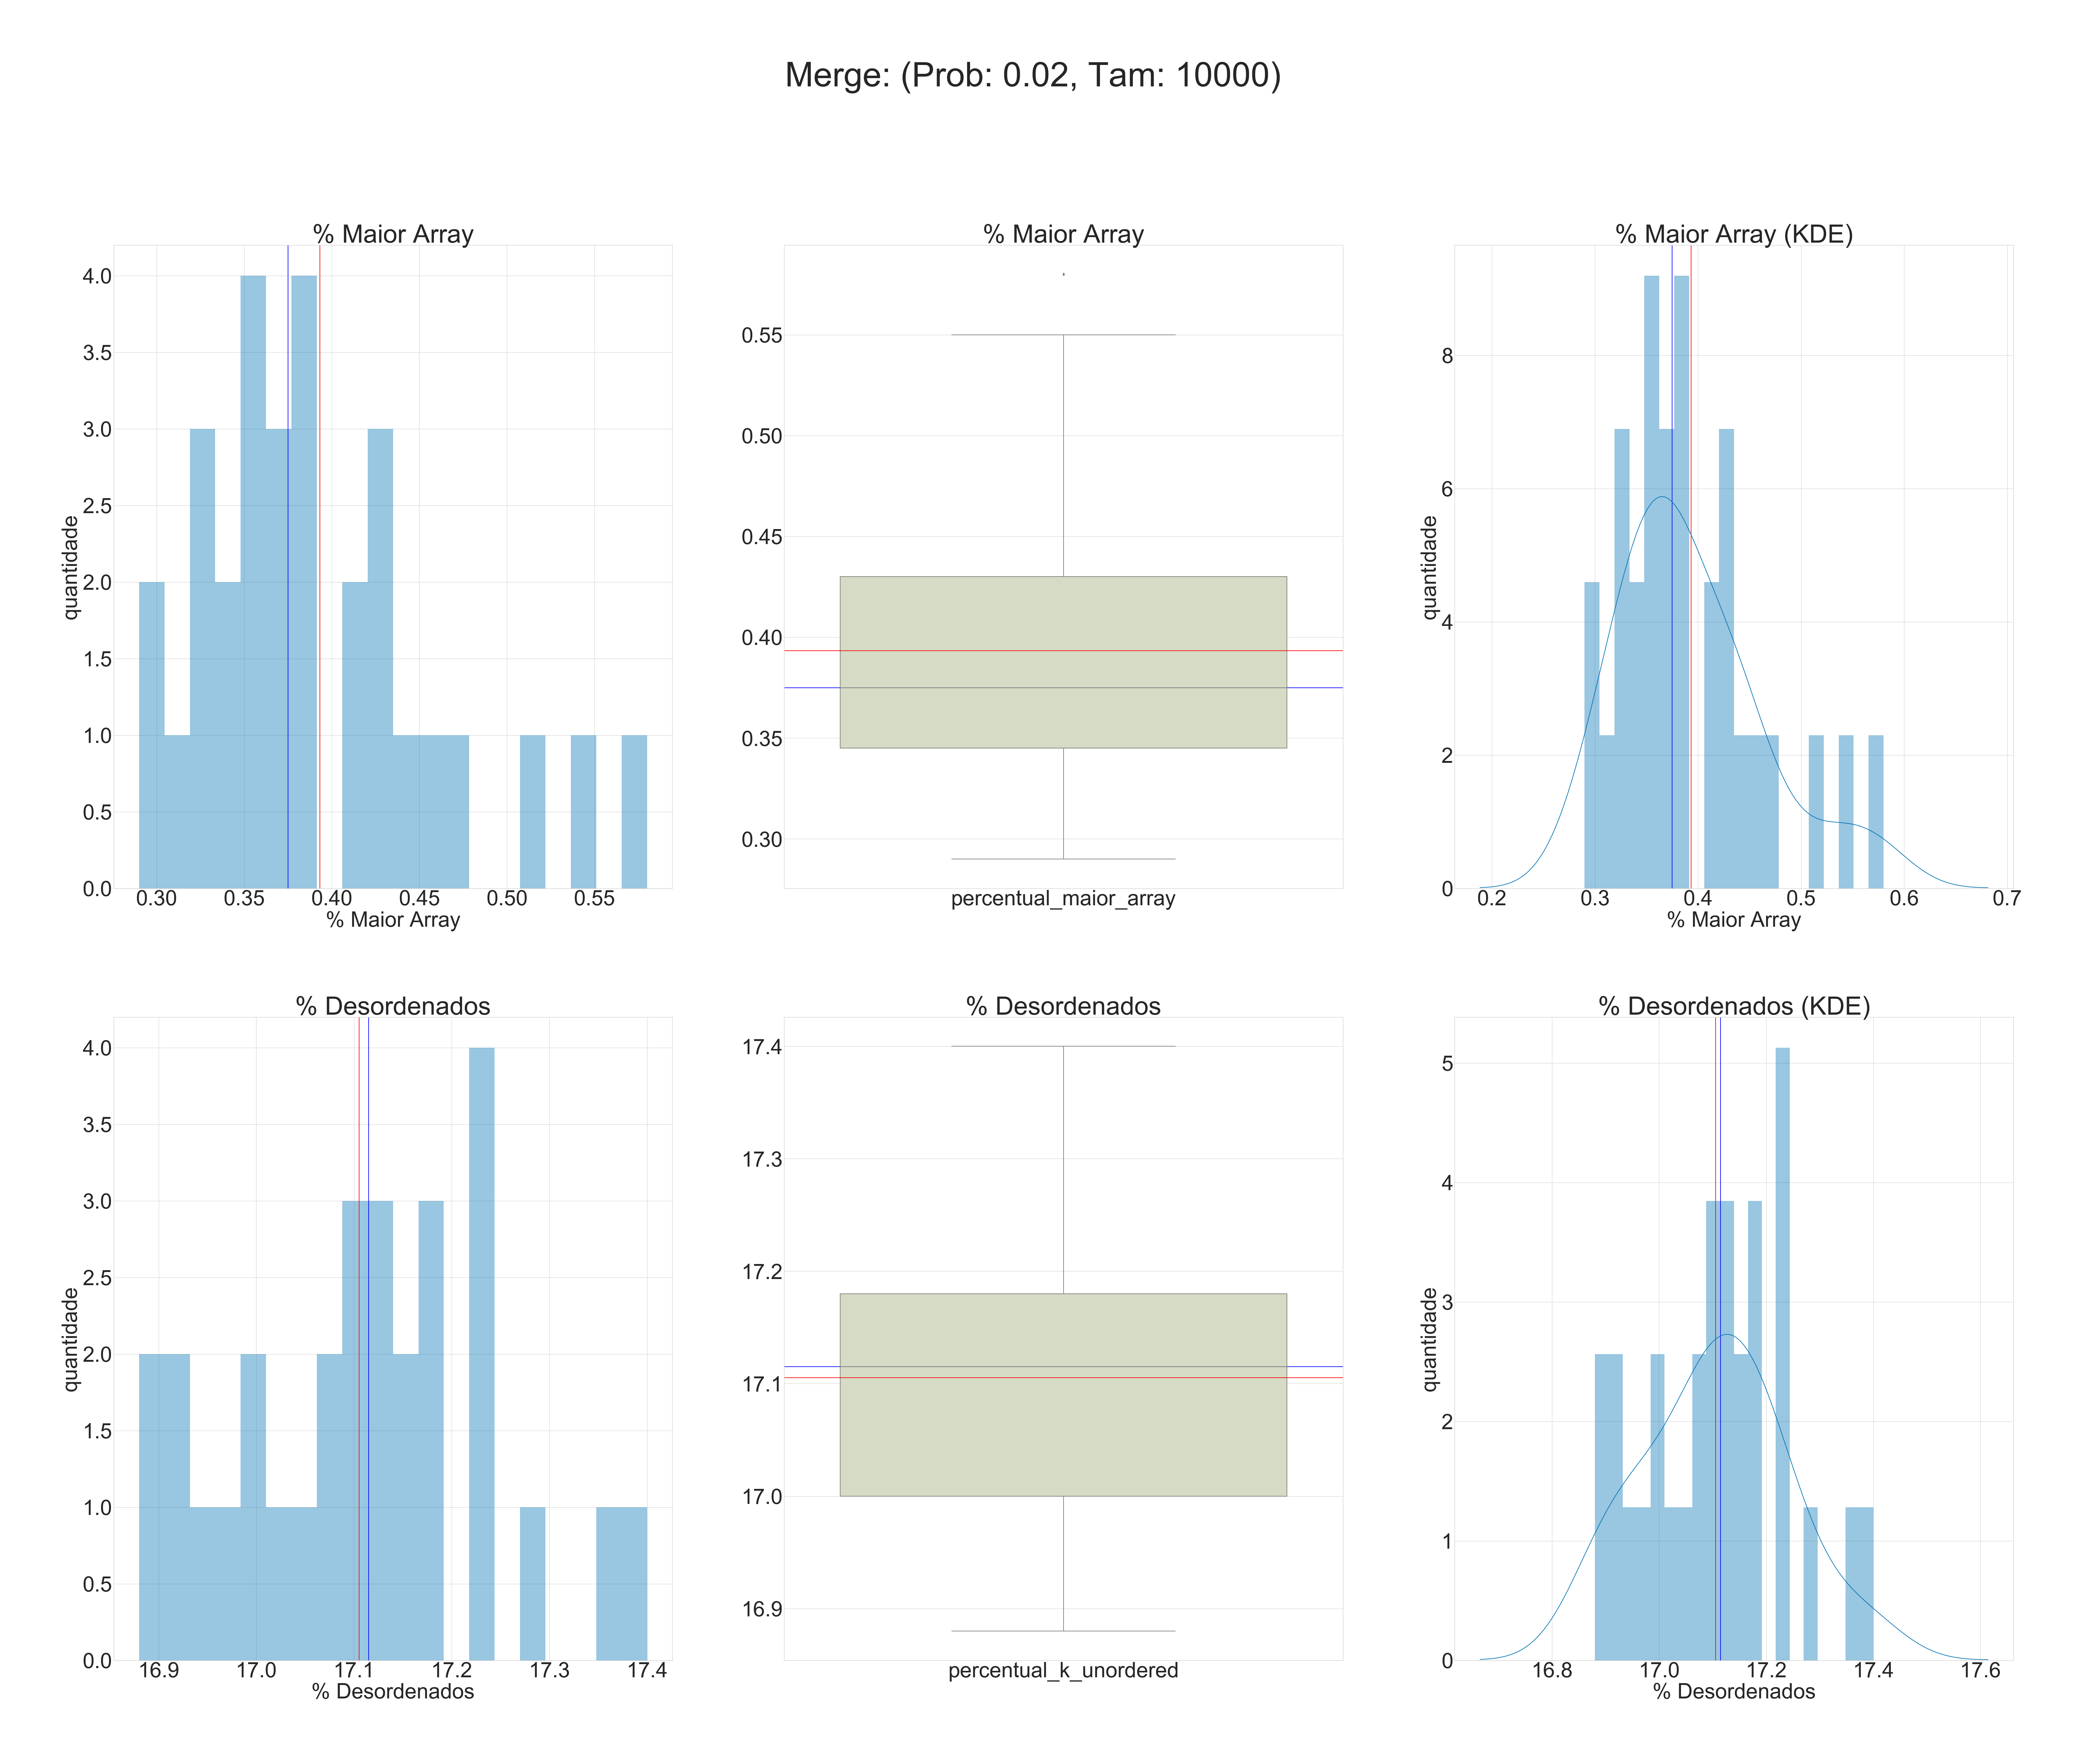 Merge: (Prob: 0.02, Tam: 10000)
% Maior Array
4.0
3.5
3.0
2.5
2.0
1.5
1.0
0.5
0.0
quantidade
0.30 0.35 0.40 0.45 0.50 0.55
% Maior Array
% Maior Array
0.55
0.50
0.45
0.40
0.35
0.30
percentual_maior_array
% Maior Array (KDE)
8
6
4
2
0
quantidade
0.2 0.3 0.4 0.5 0.6 0.7
% Maior Array
% Desordenados
4.0
3.5
3.0
2.5
2.0
1.5
1.0
0.5
0.0
quantidade
16.9 17.0 17.1 17.2 17.3 17.4
% Desordenados
% Desordenados
17.4
17.3
17.2
17.1
17.0
16.9
percentual_k_unordered
% Desordenados (KDE)
5
4
3
2
1
0
quantidade
16.8 17.0 17.2 17.4 17.6
% Desordenados